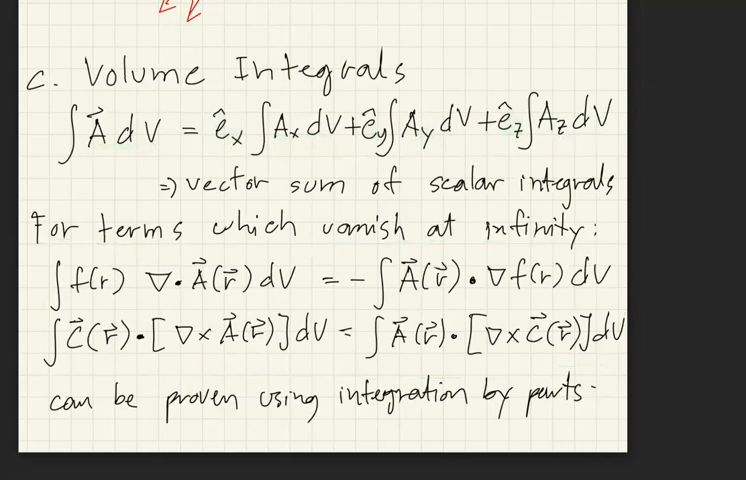 c. Volume Integrals
∫ A⃗ dV = ê_x ∫ A_x dV + ê_y ∫ A_y dV + ê_z ∫ A_z dV
⇒ vector sum of scalar integrals
For terms which vanish at infinity:
∫ f(r) ∇·A⃗(r⃗) dV = - ∫ A⃗(r⃗)·∇f(r) dV
∫ C⃗(r⃗)·[∇×A⃗(r⃗)] dV = ∫ A⃗(r⃗)·[∇×C⃗(r⃗)] dV
can be proven using integration by parts.